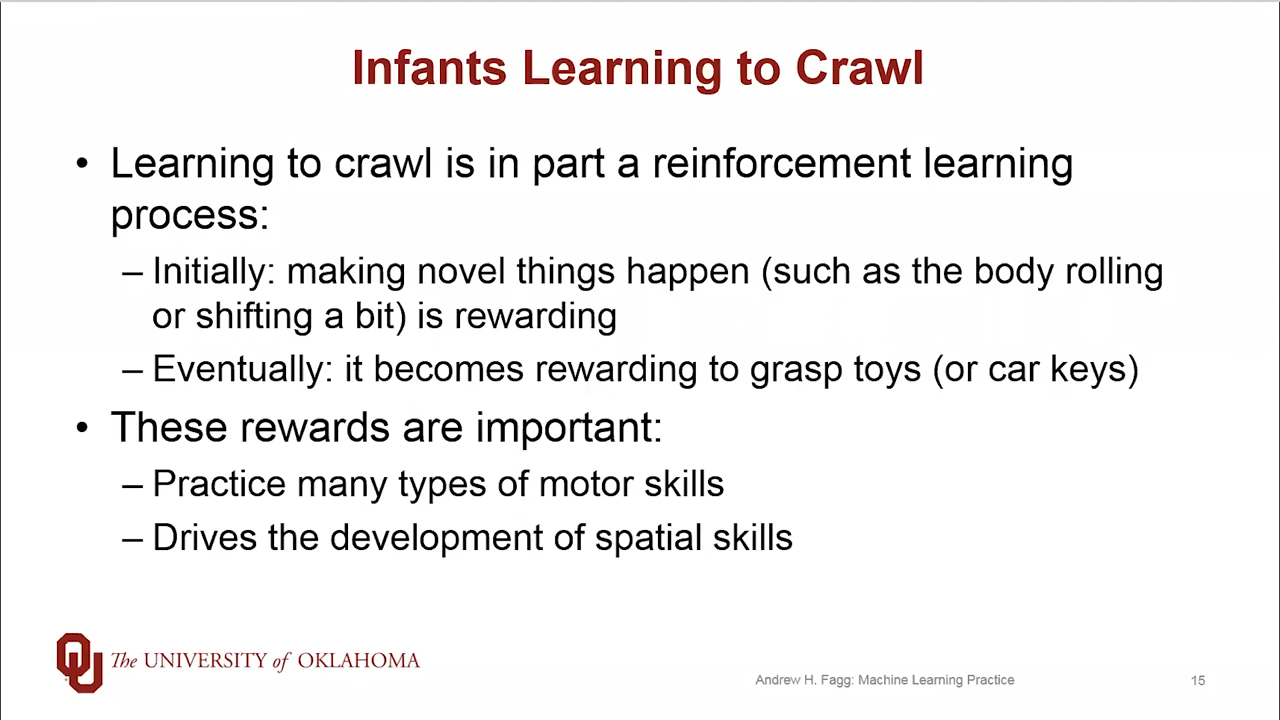 Infants Learning to Crawl
• Learning to crawl is in part a reinforcement learning
process:
– Initially: making novel things happen (such as the body rolling
or shifting a bit) is rewarding
– Eventually: it becomes rewarding to grasp toys (or car keys)
• These rewards are important:
– Practice many types of motor skills
– Drives the development of spatial skills
The UNIVERSITY of OKLAHOMA
Andrew H. Fagg: Machine Learning Practice
15